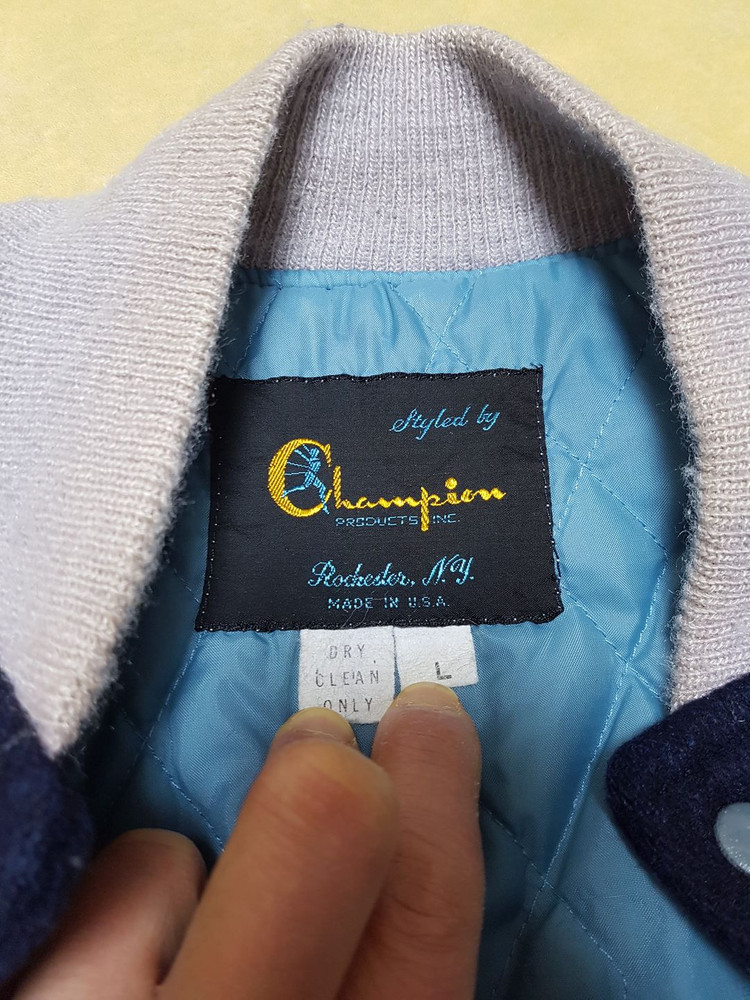 Styled by
Champion
PRODUCTS INC.
Rochester, N.Y.
MADE IN U.S.A.
DRY
CLEAN
ONLY
L